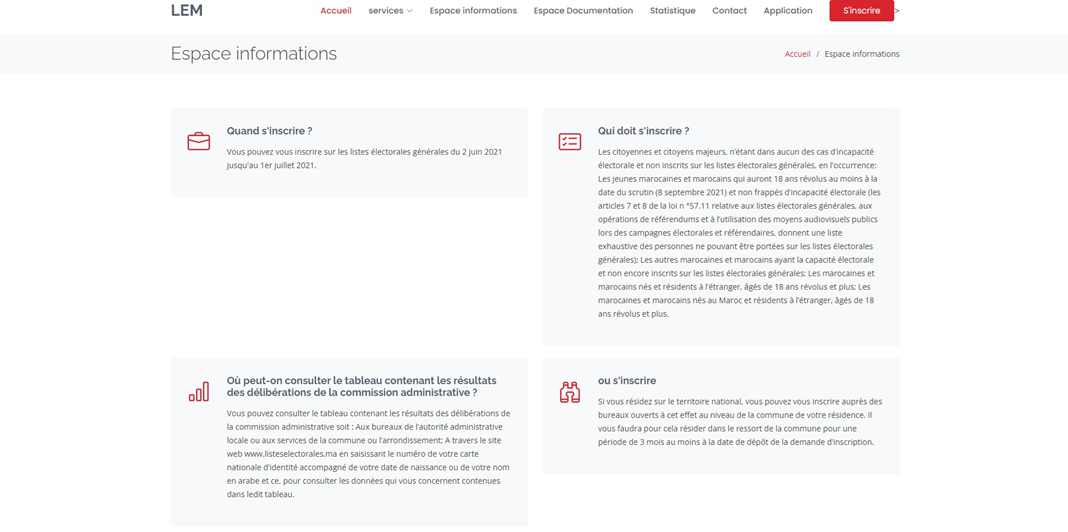 LEM
Accueil
services
Espace informations
Espace Documentation
Statistique
Contact
Application
S'inscrire
>
Espace informations
Accueil / Espace informations
Quand s'inscrire ?
Vous pouvez vous inscrire sur les listes électorales générales du 2 juin 2021
jusqu'au 1er juillet 2021.
Qui doit s'inscrire ?
Les citoyennes et citoyens majeurs, n'étant dans aucun des cas d'incapacité
électorale et non inscrits sur les listes électorales générales, en l'occurrence:
Les jeunes marocaines et marocains qui auront 18 ans révolus au moins à la
date du scrutin (8 septembre 2021) et non frappés d'incapacité électorale (les
articles 7 et 8 de la loi n °57.11 relative aux listes électorales générales, aux
opérations de référendums et à l'utilisation des moyens audiovisuels publics
lors des campagnes électorales et référendaires, donnent une liste
exhaustive des personnes ne pouvant être portées sur les listes électorales
générales); Les autres marocaines et marocains ayant la capacité électorale
et non encore inscrits sur les listes électorales générales; Les marocaines et
marocains nés et résidents à l'étranger, âgés de 18 ans révolus et plus; Les
marocaines et marocains nés au Maroc et résidents à l'étranger, âgés de 18
ans révolus et plus.
Où peut-on consulter le tableau contenant les résultats
des délibérations de la commission administrative ?
Vous pouvez consulter le tableau contenant les résultats des délibérations de
la commission administrative soit : Aux bureaux de l'autorité administrative
locale ou aux services de la commune ou l'arrondissement: A travers le site
web www.listeselectorales.ma en saisissant le numéro de votre carte
nationale d'identité accompagné de votre date de naissance ou de votre nom
en arabe et ce, pour consulter les données qui vous concernent contenues
dans ledit tableau.
ou s'inscrire
Si vous résidez sur le territoire national, vous pouvez vous inscrire auprès des
bureaux ouverts à cet effet au niveau de la commune de votre résidence. Il
vous faudra pour cela résider dans le ressort de la commune pour une
période de 3 mois au moins à la date de dépôt de la demande d'inscription.